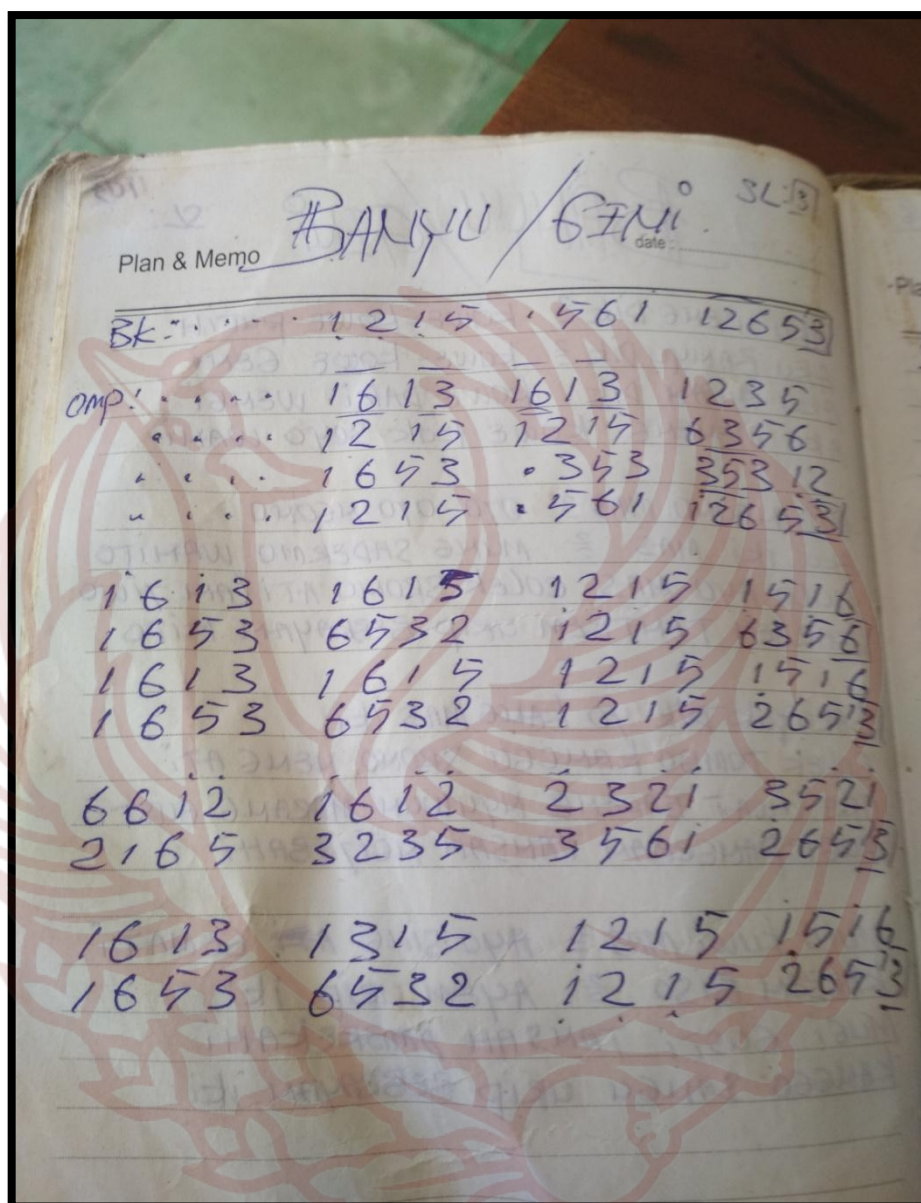 SL: 3
BANYU / GENI
Plan & Memo date:
BK: . . . . 1 2 1 5 . 5 6 1 1 2 6 5 3
OMP: . . . . 1 6 1 3 1 6 1 3 1 2 3 5
. . . . 1 2 1 5 1 2 1 5 6 3 5 6
. . . . 1 6 5 3 . 3 5 3 3 5 3 1 2
. . . . 1 2 1 5 . 5 6 1 1 2 6 5 3
1 6 1 3 1 6 1 5 1 2 1 5 1 5 1 6
1 6 5 3 6 5 3 2 1 2 1 5 6 3 5 6
1 6 1 3 1 6 1 5 1 2 1 5 1 5 1 6
1 6 5 3 6 5 3 2 1 2 1 5 2 6 5 3
6 6 1 2 1 6 1 2 2 3 2 1 3 5 2 1
2 1 6 5 3 2 3 5 3 5 6 1 2 6 5 3
1 6 1 3 1 3 1 5 1 2 1 5 1 5 1 6
1 6 5 3 6 5 3 2 1 2 1 5 2 6 5 3